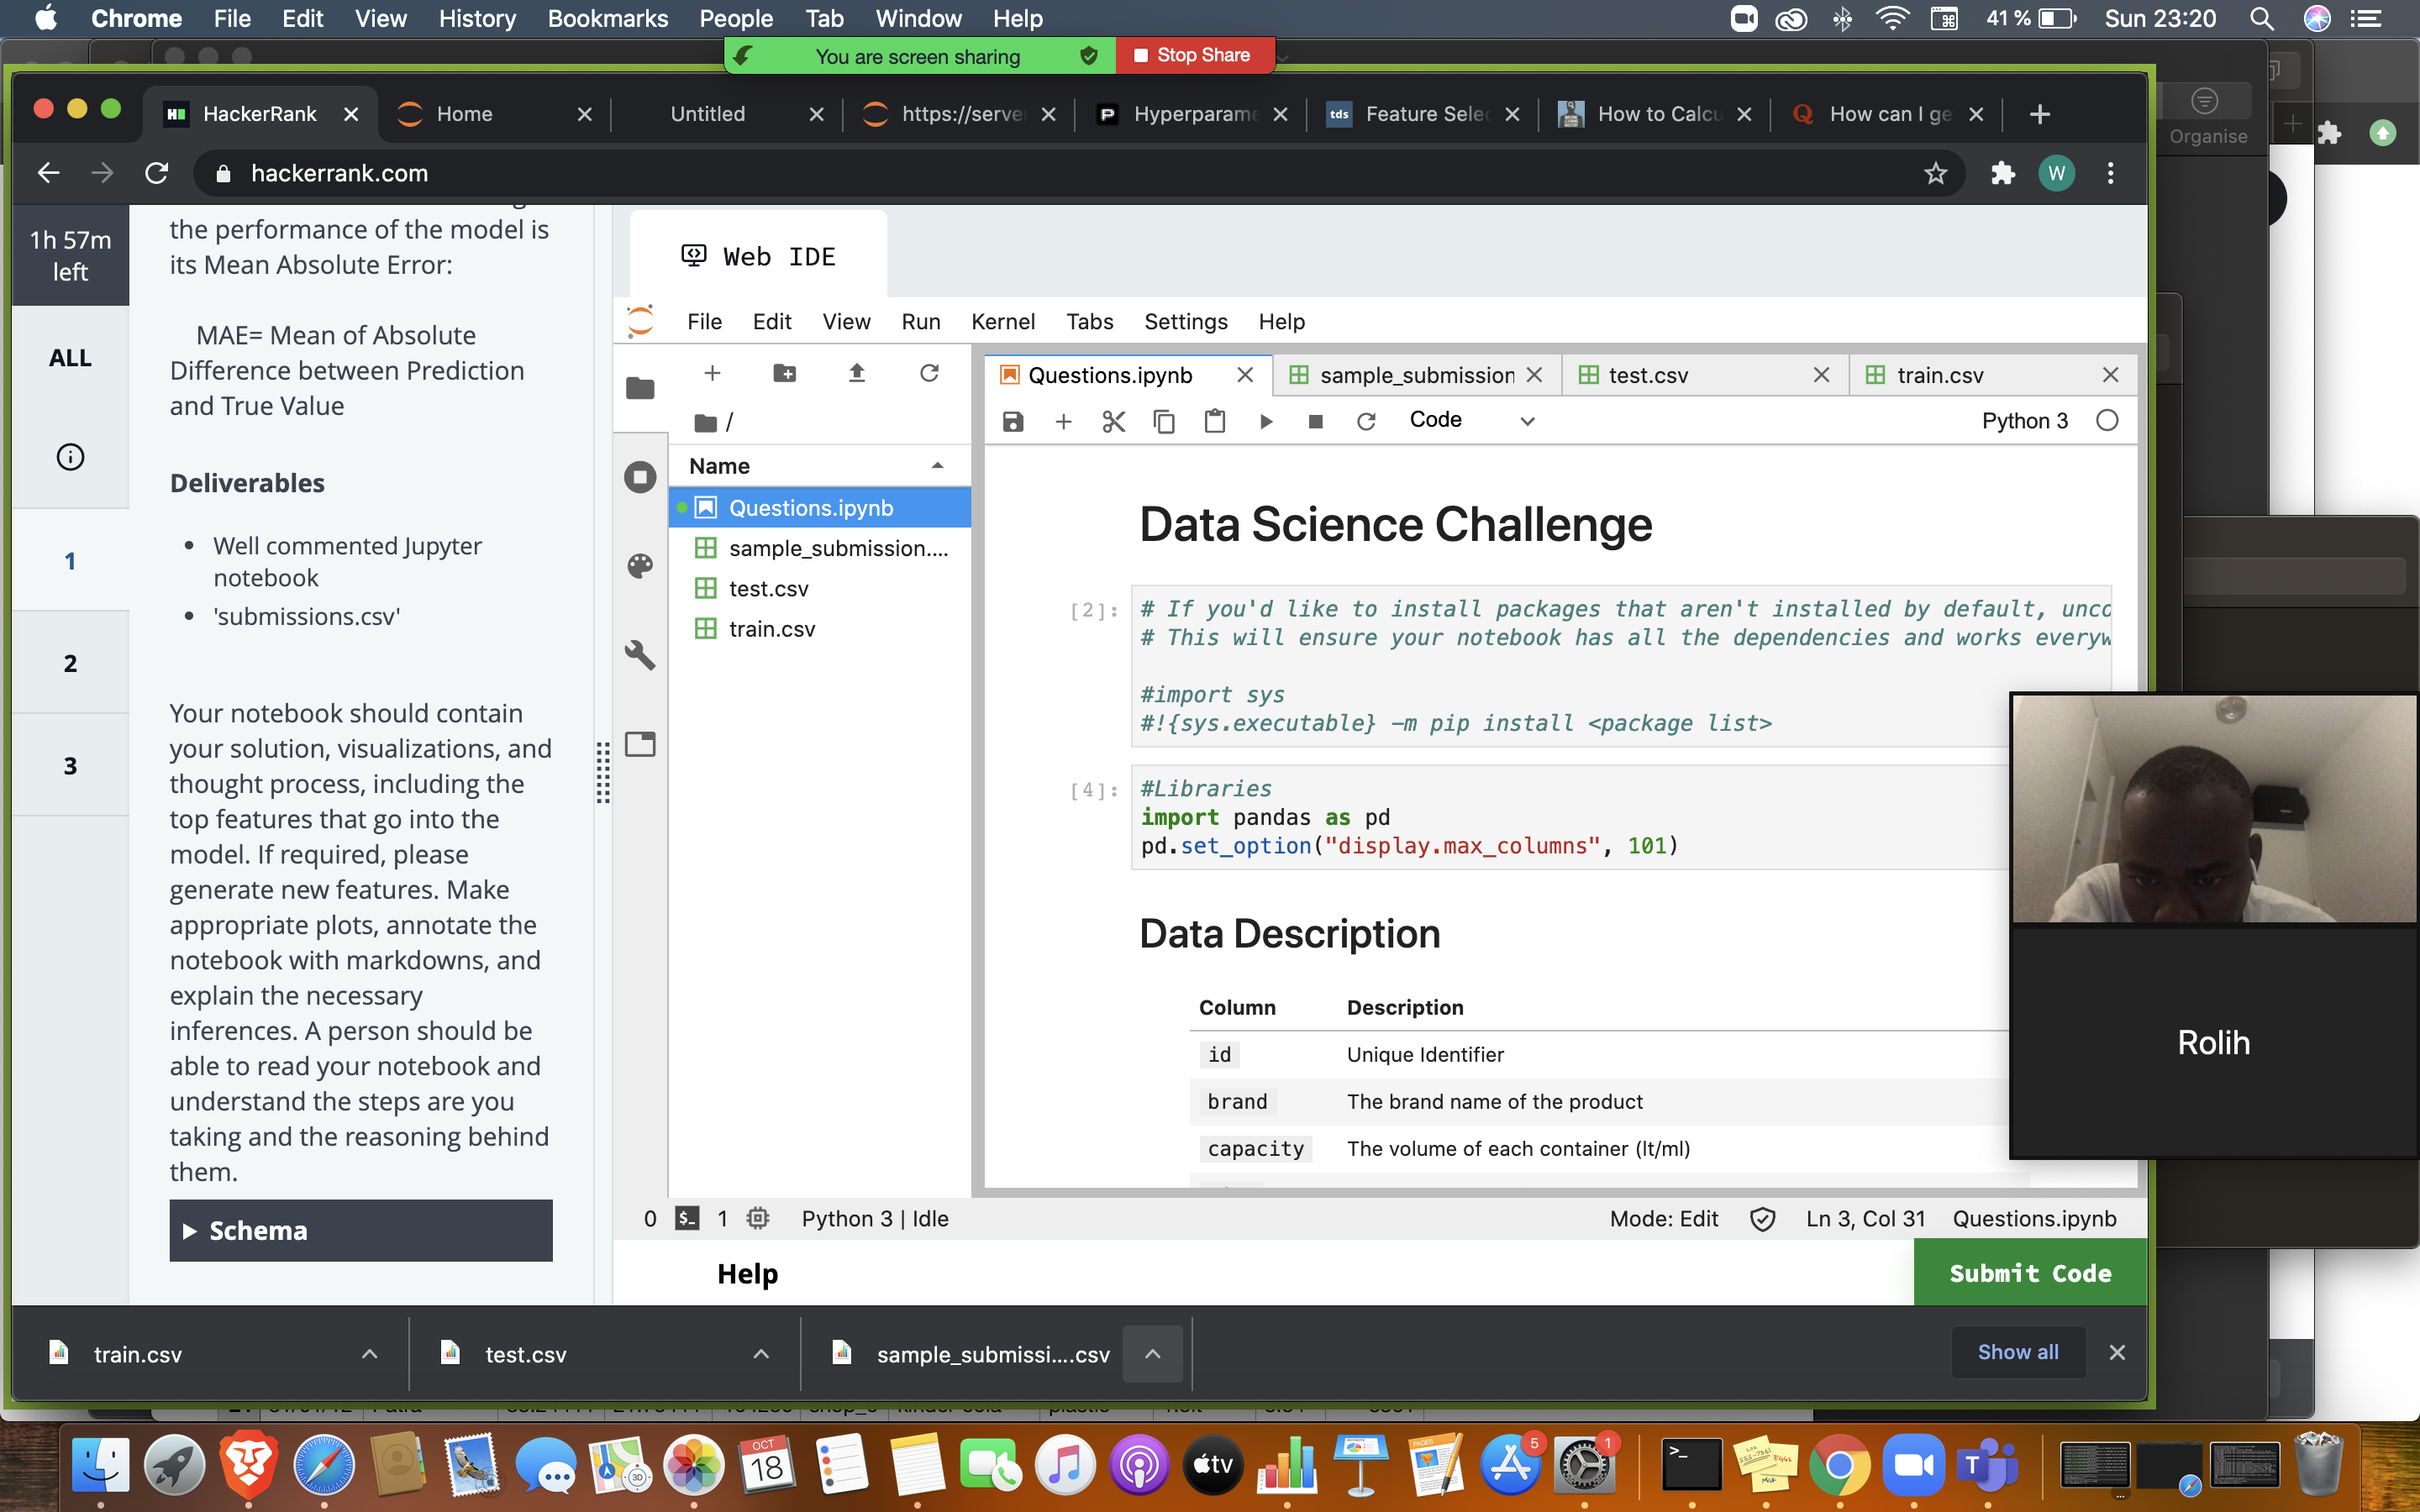 Chrome File Edit View History Bookmarks People Tab Window Help
41 % Sun 23:20
You are screen sharing
Stop Share
HackerRank
Home
Untitled
https://serve
Hyperparame
tds
Feature Sele
How to Calcu
How can I ge
Organise
hackerrank.com
W
1h 57m
left
ALL
1
2
3
the performance of the model is
its Mean Absolute Error:
MAE= Mean of Absolute
Difference between Prediction
and True Value
Deliverables
Well commented Jupyter
notebook
'submissions.csv'
Your notebook should contain
your solution, visualizations, and
thought process, including the
top features that go into the
model. If required, please
generate new features. Make
appropriate plots, annotate the
notebook with markdowns, and
explain the necessary
inferences. A person should be
able to read your notebook and
understand the steps are you
taking and the reasoning behind
them.
Schema
Web IDE
File Edit View Run Kernel Tabs Settings Help
/
Name
Questions.ipynb
sample_submission....
test.csv
train.csv
Questions.ipynb
sample_submission
test.csv
train.csv
Code
Python 3
Data Science Challenge
[2]:
# If you'd like to install packages that aren't installed by default, unco
# This will ensure your notebook has all the dependencies and works everyw
#import sys
#!{sys.executable} -m pip install <package list>
[4]:
#Libraries
import pandas as pd
pd.set_option("display.max_columns", 101)
Data Description
Column Description
id Unique Identifier
brand The brand name of the product
capacity The volume of each container (lt/ml)
Rolih
0 $_ 1 Python 3 | Idle
Mode: Edit Ln 3, Col 31 Questions.ipynb
Help
Submit Code
train.csv
test.csv
sample_submissi....csv
Show all
OCT
18
3D
tv
PAGES
5
1
>_
EGGS
T